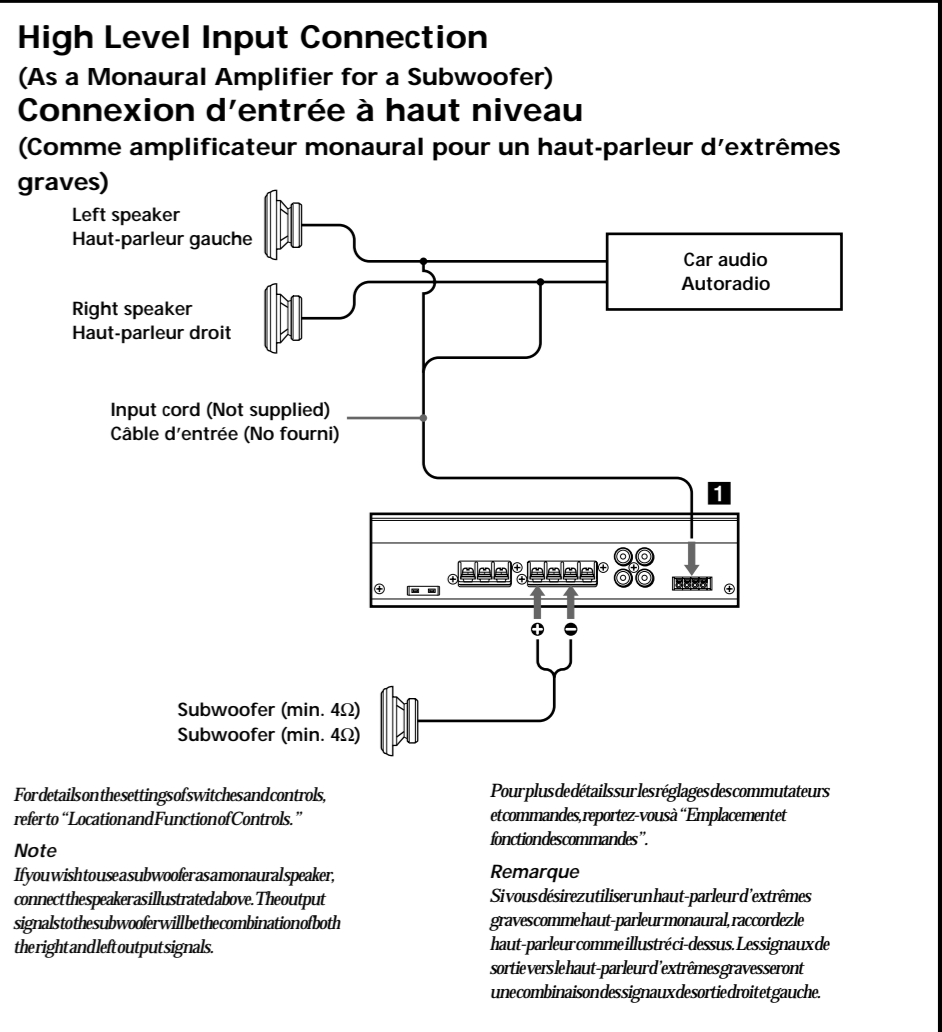 High Level Input Connection
(As a Monaural Amplifier for a Subwoofer)
Connexion d'entrée à haut niveau
(Comme amplificateur monaural pour un haut-parleur d'extrêmes
graves)
Left speaker
Haut-parleur gauche
Car audio
Autoradio
Right speaker
Haut-parleur droit
Input cord (Not supplied)
Câble d'entrée (No fourni)
1
+ −
Subwoofer (min. 4Ω)
Subwoofer (min. 4Ω)
For details on the settings of switches and controls,
refer to “Location and Function of Controls.”
Note
If you wish to use a subwoofer as a monaural speaker,
connect the speaker as illustrated above. The output
signals to the subwoofer will be the combination of both
the right and left output signals.
Pour plus de détails sur les réglages des commutateurs
et commandes, reportez-vous à “Emplacement et
fonction des commandes”.
Remarque
Si vous désirez utiliser un haut-parleur d'extrêmes
graves comme haut-parleur monaural, raccordez le
haut-parleur comme illustré ci-dessus. Les signaux de
sortie vers le haut-parleur d'extrêmes graves seront
une combinaison des signaux de sortie droit et gauche.